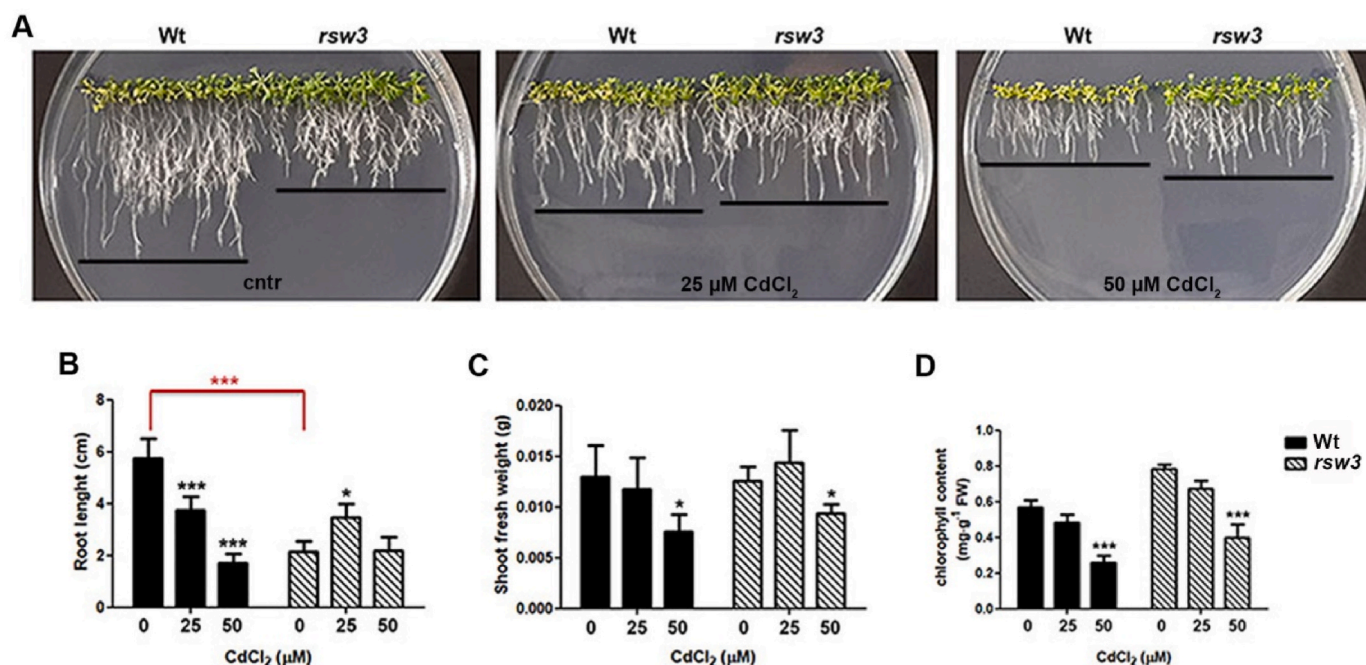 A
Wt rsw3
Wt rsw3
Wt rsw3
cntr
25 µM CdCl₂
50 µM CdCl₂
B
***
Root lenght (cm)
8
6
4
2
0
***
***
*
0 25 50 0 25 50
CdCl₂ (µM)
C
Shoot fresh weight (g)
0.020
0.015
0.010
0.005
0.000
*
*
0 25 50 0 25 50
CdCl₂ (µM)
D
chlorophyll content
(mg·g⁻¹ FW)
1.0
0.8
0.6
0.4
0.2
0.0
***
***
0 25 50 0 25 50
CdCl₂ (µM)
Wt
rsw3